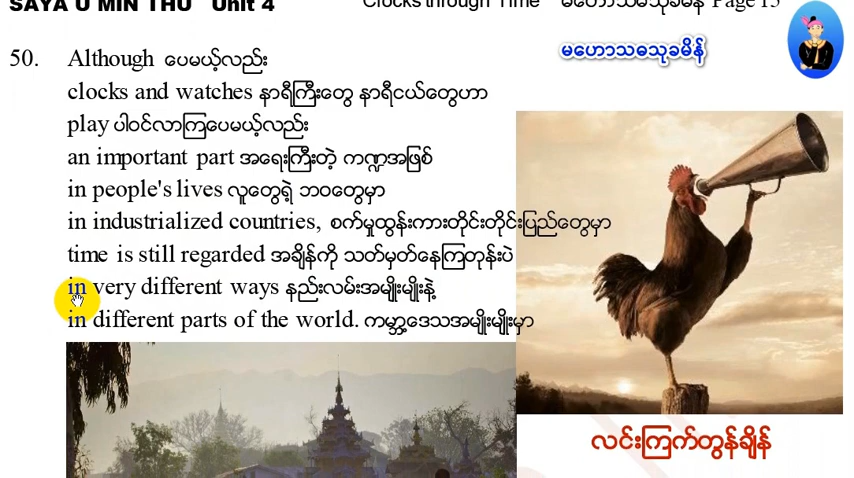 SAYA U MIN THU Unit 4
Clocks through Time မဟောသဓသုခမိန် Page 15
မဟောသဓသုခမိန်
50. Although ပေမယ့်လည်း
clocks and watches နာရီကြီးတွေ နာရီငယ်တွေဟာ
play ပါဝင်လာကြပေမယ့်လည်း
an important part အရေးကြီးတဲ့ ကဏ္ဍအဖြစ်
in people's lives လူတွေရဲ့ ဘဝတွေမှာ
in industrialized countries, စက်မှုထွန်းကားတိုင်းတိုင်းပြည်တွေမှာ
time is still regarded အချိန်ကို သတ်မှတ်နေကြတုန်းပဲ
in very different ways နည်းလမ်းအမျိုးမျိုးနဲ့
in different parts of the world. ကမ္ဘာ့ဒေသအမျိုးမျိုးမှာ
လင်းကြက်တွန်ချိန်